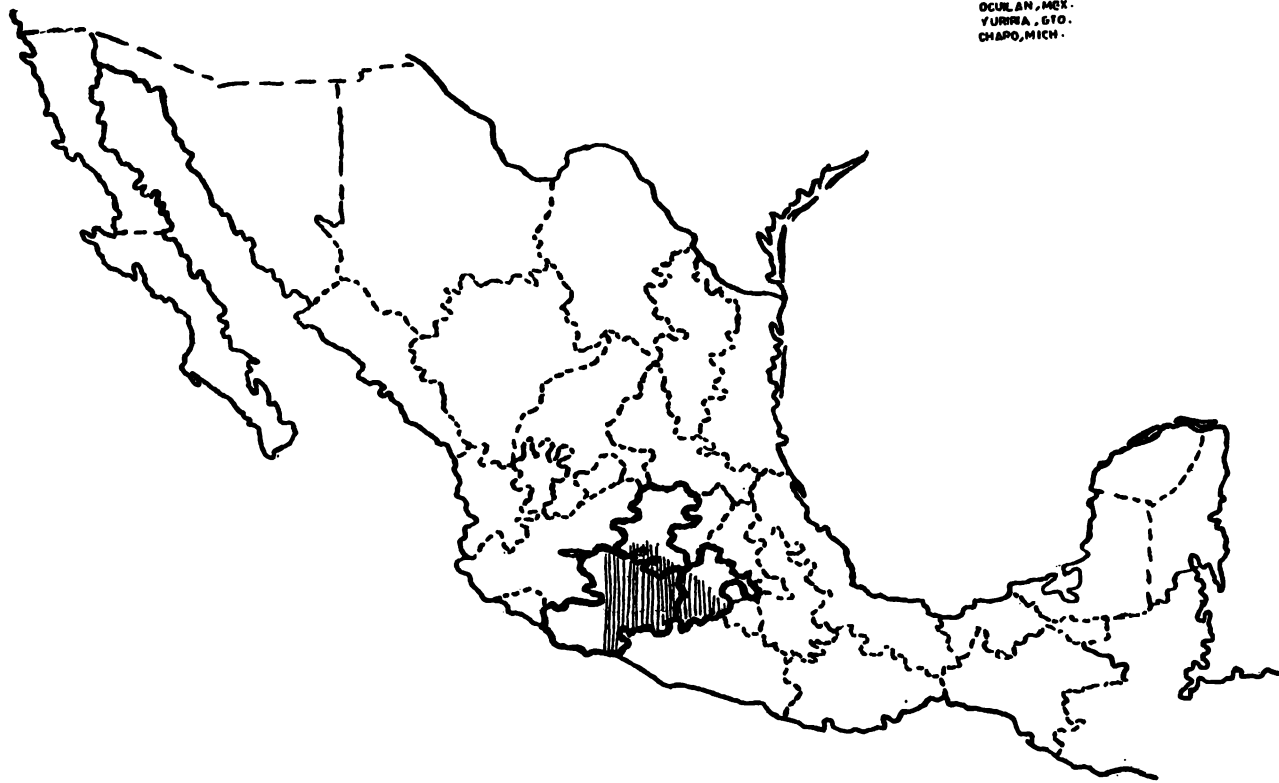 OCUILAN, MEX.
YURIRIA, GTO.
CHAPO, MICH.